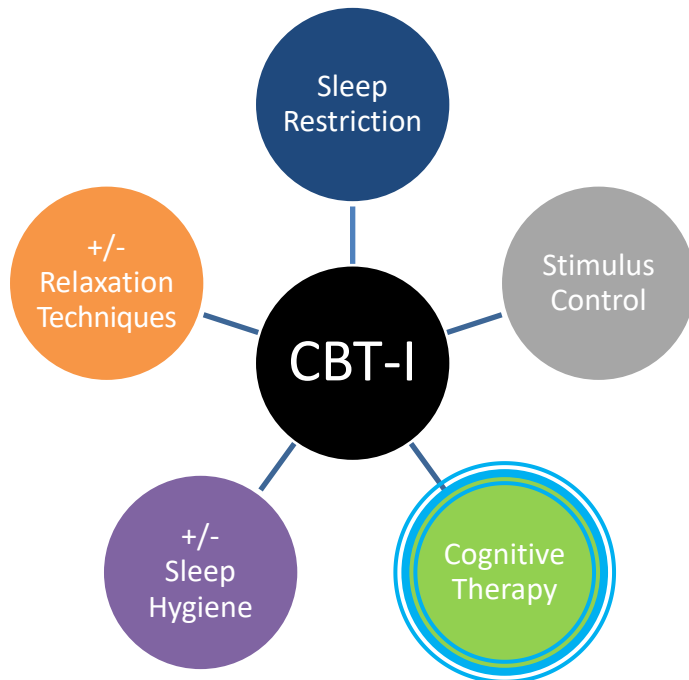 Sleep
Restriction
+/-
Relaxation
Techniques
Stimulus
Control
CBT-I
+/-
Sleep
Hygiene
Cognitive
Therapy